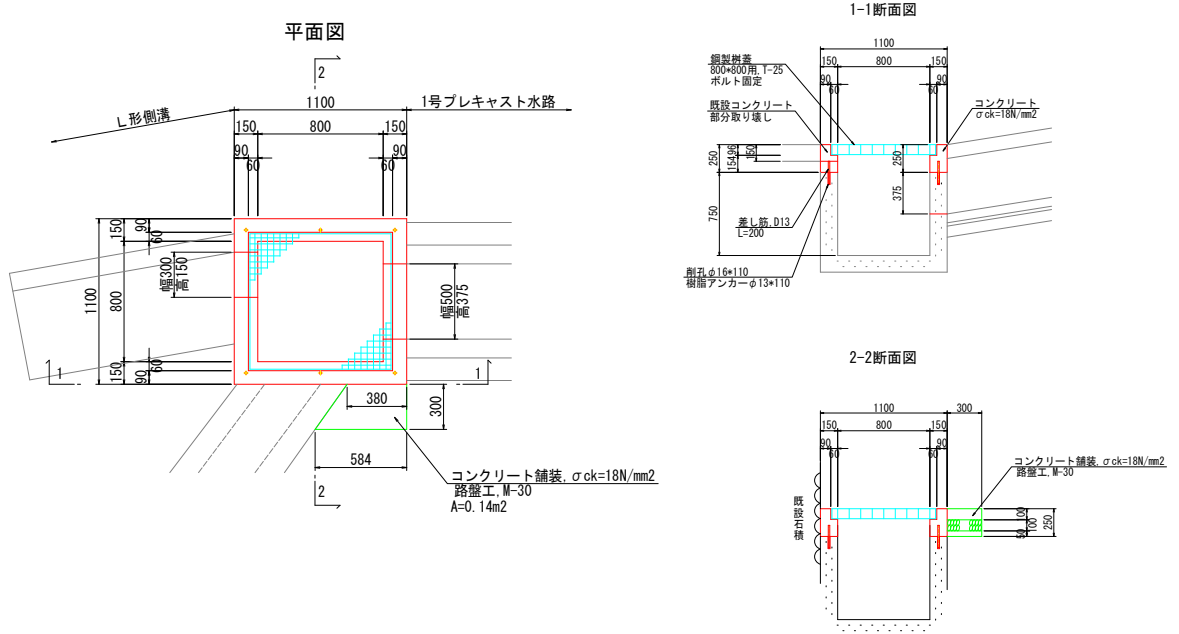 平面図
2
1100
L形側溝
1号プレキャスト水路
150
800
150
90
90
60
60
150
90
60
1100
800
幅300
高150
幅500
高375
150
90
60
1
1
380
300
584
2
コンクリート舗装, σck=18N/mm2
路盤工, M-30
A=0.14m2
1-1断面図
1100
150
800
150
90
90
60
60
鋼製桝蓋
800*800用, T-25
ボルト固定
既設コンクリート
部分取り壊し
コンクリート
σck=18N/mm2
250
154
96
150
250
375
750
差し筋, D13
L=200
削孔φ16*110
樹脂アンカーφ13*110
2-2断面図
1100
300
150
800
150
90
90
60
60
コンクリート舗装, σck=18N/mm2
路盤工, M-30
既設石積
100
100
50
250